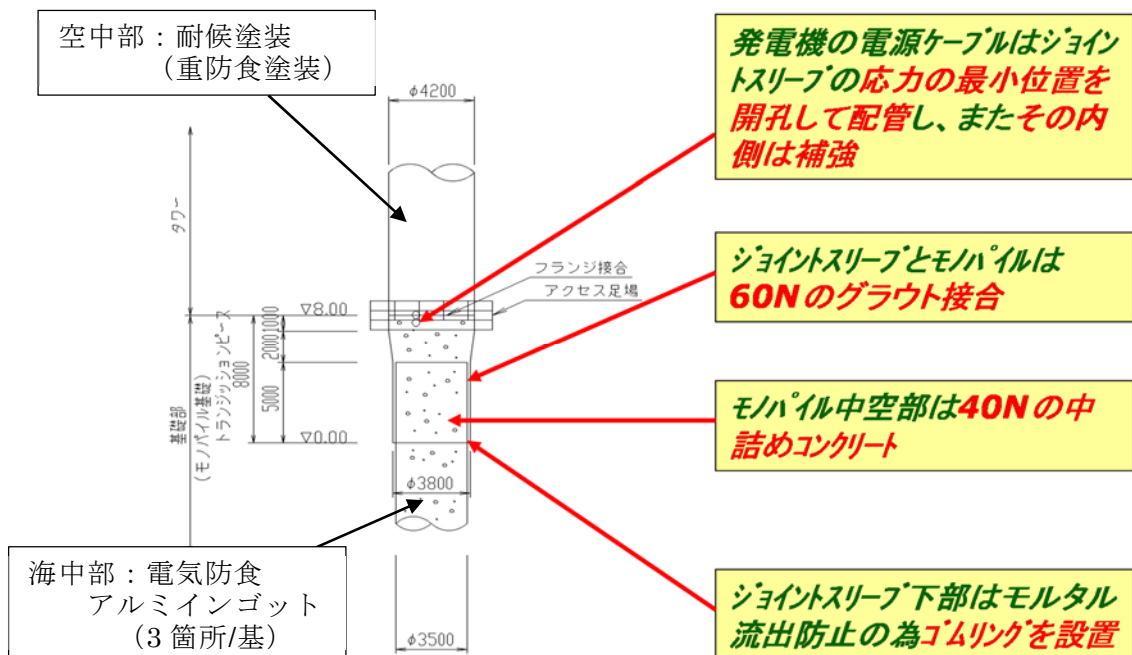 空中部：耐候塗装
（重防食塗装）
発電機の電源ケーブルはジョイン
トスリーブの応力の最小位置を
開孔して配管し、またその内
側は補強
φ4200
タワー
フランジ接合
アクセス足場
▽8.00
1000
2000
8000
5000
▽0.00
基礎部
(モノパイル基礎)
トランジッションピース
ジョイントスリーブとモノパイルは
60Nのグラウト接合
モノパイル中空部は40Nの中
詰めコンクリート
φ3800
海中部：電気防食
アルミインゴット
（3 箇所/基）
φ3500
ジョイントスリーブ下部はモルタル
流出防止の為ゴムリングを設置